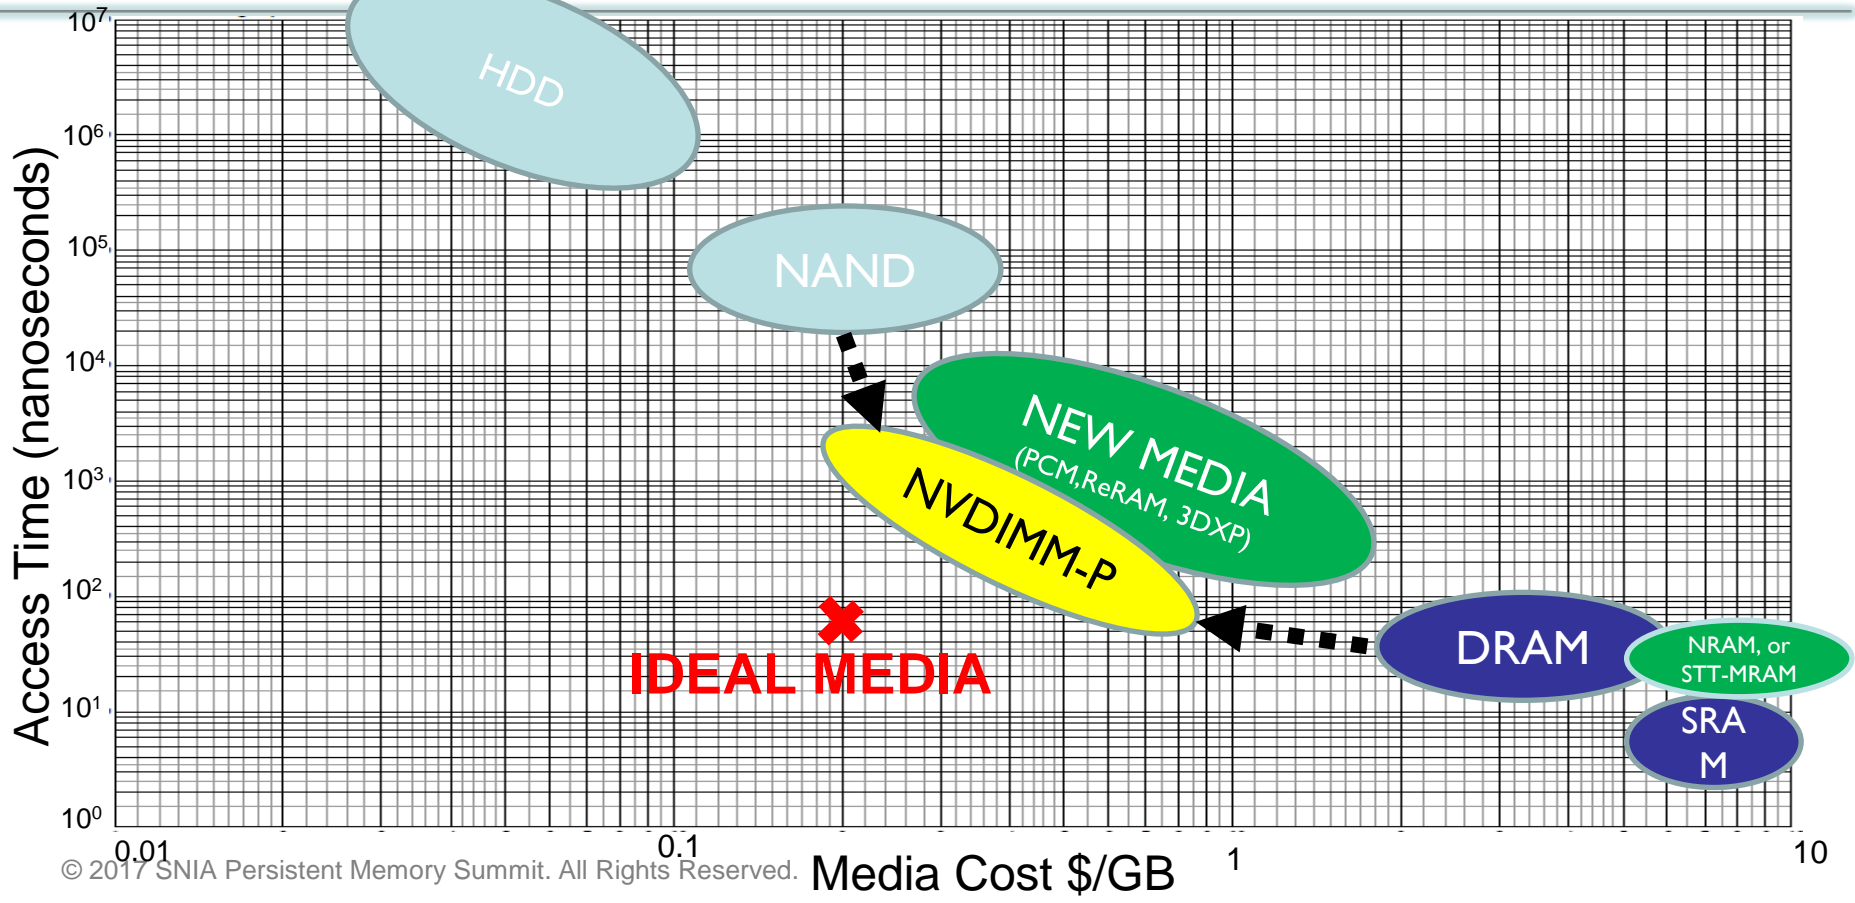 10⁷
HDD
10⁶
10⁵
NAND
10⁴
NEW MEDIA
(PCM,ReRAM, 3DXP)
10³
NVDIMM-P
10²
IDEAL MEDIA
DRAM
NRAM, or
STT-MRAM
10¹
SRA
M
10⁰
Access Time (nanoseconds)
0.01
0.1
1
10
© 2017 SNIA Persistent Memory Summit. All Rights Reserved.
Media Cost $/GB